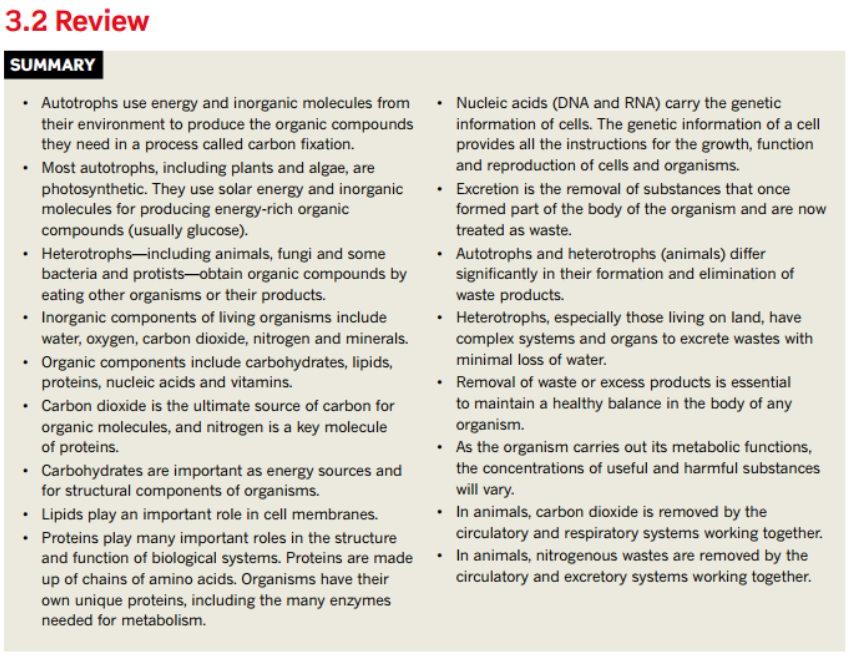 3.2 Review
SUMMARY
• Autotrophs use energy and inorganic molecules from
their environment to produce the organic compounds
they need in a process called carbon fixation.
• Most autotrophs, including plants and algae, are
photosynthetic. They use solar energy and inorganic
molecules for producing energy-rich organic
compounds (usually glucose).
• Heterotrophs—including animals, fungi and some
bacteria and protists—obtain organic compounds by
eating other organisms or their products.
• Inorganic components of living organisms include
water, oxygen, carbon dioxide, nitrogen and minerals.
• Organic components include carbohydrates, lipids,
proteins, nucleic acids and vitamins.
• Carbon dioxide is the ultimate source of carbon for
organic molecules, and nitrogen is a key molecule
of proteins.
• Carbohydrates are important as energy sources and
for structural components of organisms.
• Lipids play an important role in cell membranes.
• Proteins play many important roles in the structure
and function of biological systems. Proteins are made
up of chains of amino acids. Organisms have their
own unique proteins, including the many enzymes
needed for metabolism.
• Nucleic acids (DNA and RNA) carry the genetic
information of cells. The genetic information of a cell
provides all the instructions for the growth, function
and reproduction of cells and organisms.
• Excretion is the removal of substances that once
formed part of the body of the organism and are now
treated as waste.
• Autotrophs and heterotrophs (animals) differ
significantly in their formation and elimination of
waste products.
• Heterotrophs, especially those living on land, have
complex systems and organs to excrete wastes with
minimal loss of water.
• Removal of waste or excess products is essential
to maintain a healthy balance in the body of any
organism.
• As the organism carries out its metabolic functions,
the concentrations of useful and harmful substances
will vary.
• In animals, carbon dioxide is removed by the
circulatory and respiratory systems working together.
• In animals, nitrogenous wastes are removed by the
circulatory and excretory systems working together.